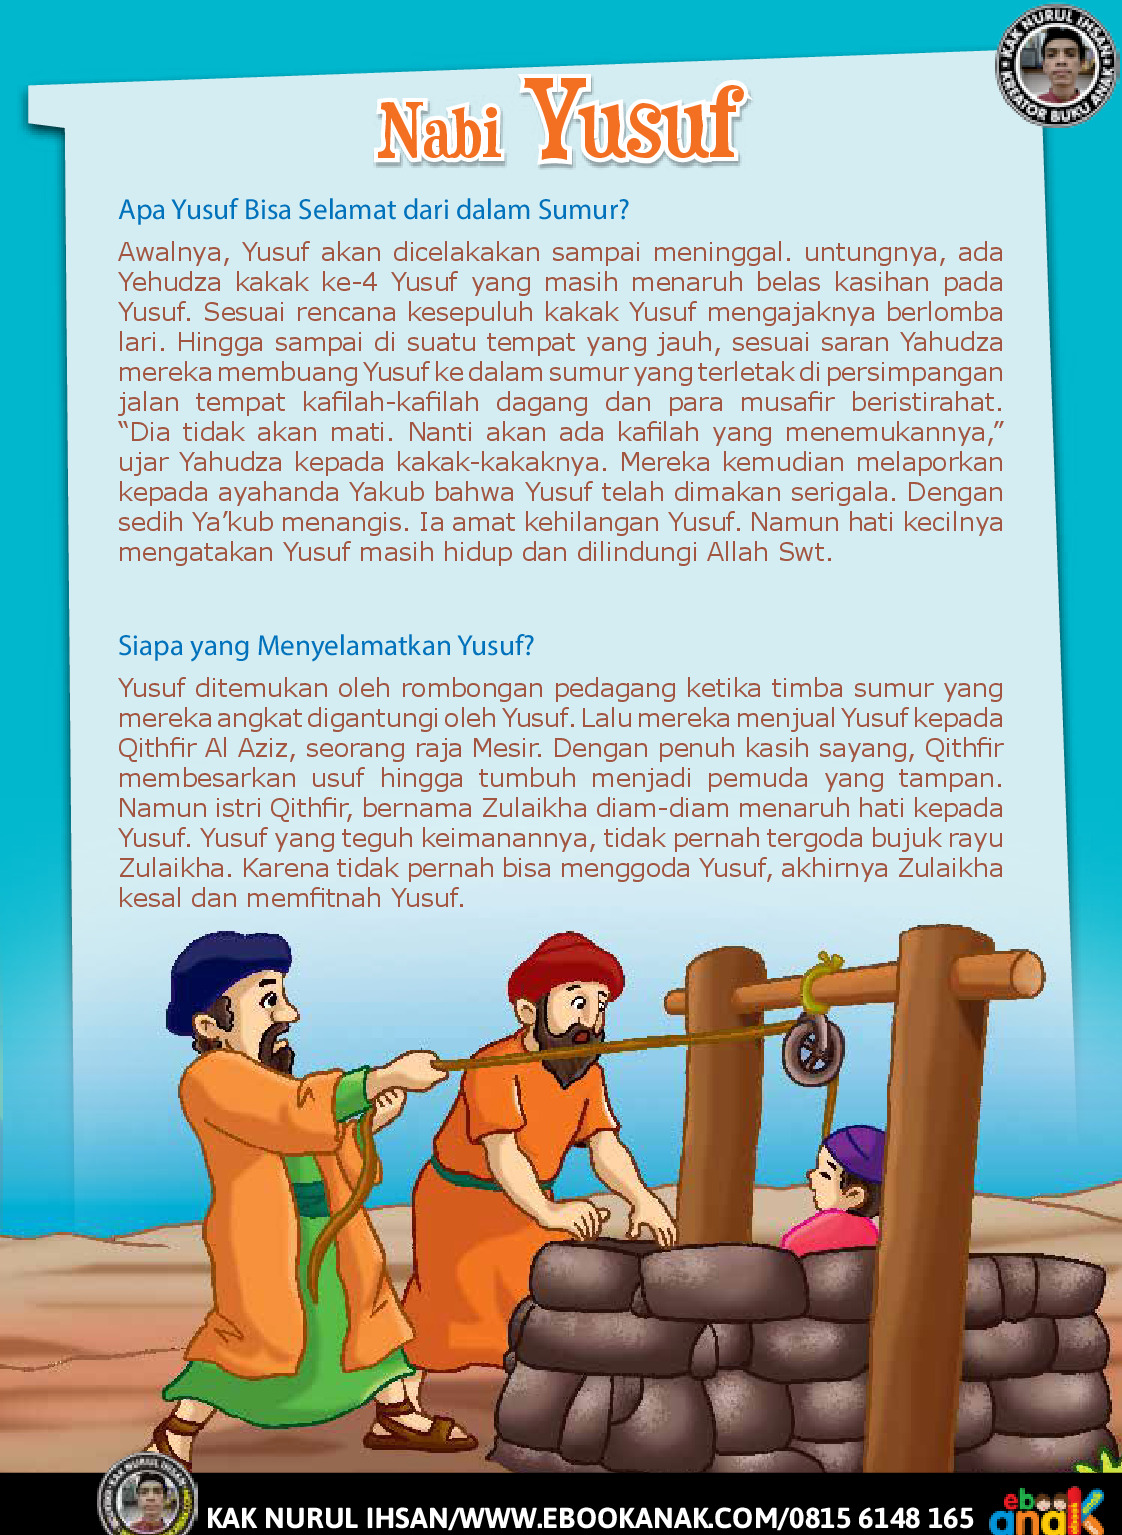 KAK NURUL IHSAN
KREATOR BUKU ANAK
Nabi Yusuf
Apa Yusuf Bisa Selamat dari dalam Sumur?
Awalnya, Yusuf akan dicelakakan sampai meninggal. untungnya, ada
Yehudza kakak ke-4 Yusuf yang masih menaruh belas kasihan pada
Yusuf. Sesuai rencana kesepuluh kakak Yusuf mengajaknya berlomba
lari. Hingga sampai di suatu tempat yang jauh, sesuai saran Yahudza
mereka membuang Yusuf ke dalam sumur yang terletak di persimpangan
jalan tempat kafilah-kafilah dagang dan para musafir beristirahat.
“Dia tidak akan mati. Nanti akan ada kafilah yang menemukannya,”
ujar Yahudza kepada kakak-kakaknya. Mereka kemudian melaporkan
kepada ayahanda Yakub bahwa Yusuf telah dimakan serigala. Dengan
sedih Ya’kub menangis. Ia amat kehilangan Yusuf. Namun hati kecilnya
mengatakan Yusuf masih hidup dan dilindungi Allah Swt.
Siapa yang Menyelamatkan Yusuf?
Yusuf ditemukan oleh rombongan pedagang ketika timba sumur yang
mereka angkat digantungi oleh Yusuf. Lalu mereka menjual Yusuf kepada
Qithfir Al Aziz, seorang raja Mesir. Dengan penuh kasih sayang, Qithfir
membesarkan usuf hingga tumbuh menjadi pemuda yang tampan.
Namun istri Qithfir, bernama Zulaikha diam-diam menaruh hati kepada
Yusuf. Yusuf yang teguh keimanannya, tidak pernah tergoda bujuk rayu
Zulaikha. Karena tidak pernah bisa menggoda Yusuf, akhirnya Zulaikha
kesal dan memfitnah Yusuf.
KAK NURUL IHSAN
KAK NURUL IHSAN/WWW.EBOOKANAK.COM/0815 6148 165
ebook
anak